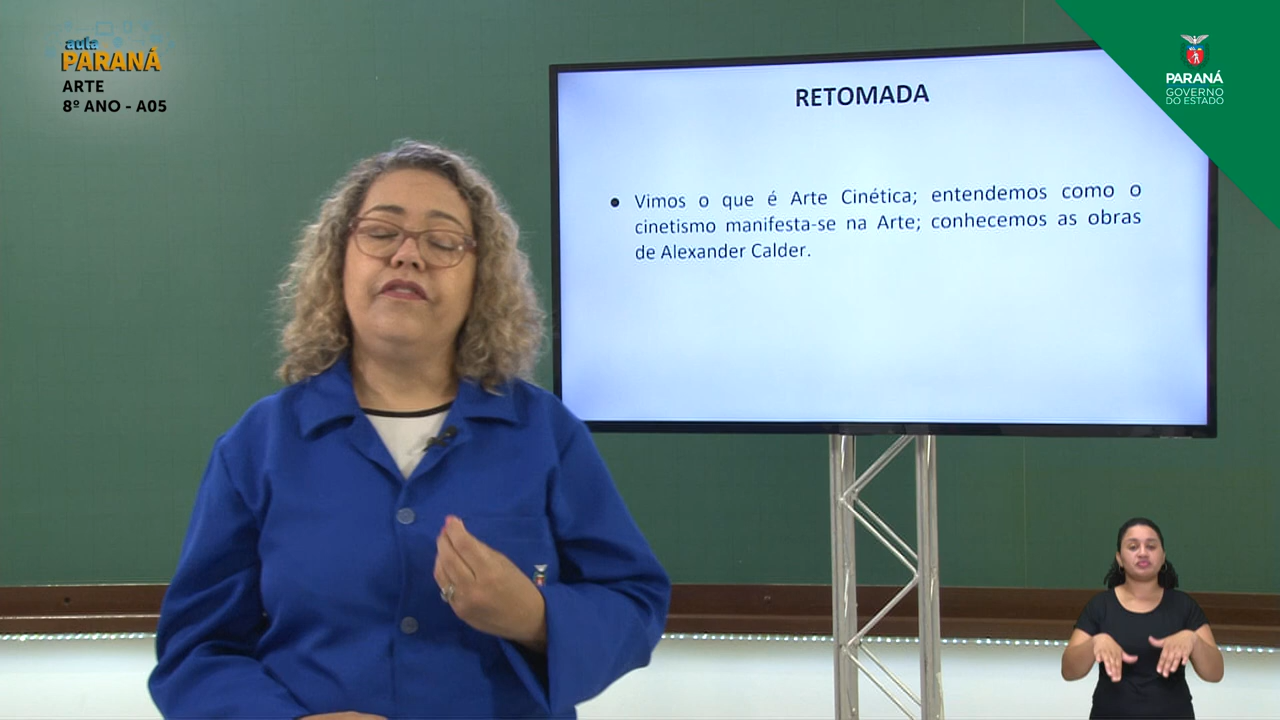 aula
PARANÁ
ARTE
8º ANO - A05
RETOMADA
• Vimos o que é Arte Cinética; entendemos como o
cinetismo manifesta-se na Arte; conhecemos as obras
de Alexander Calder.
PARANÁ
GOVERNO
DO ESTADO